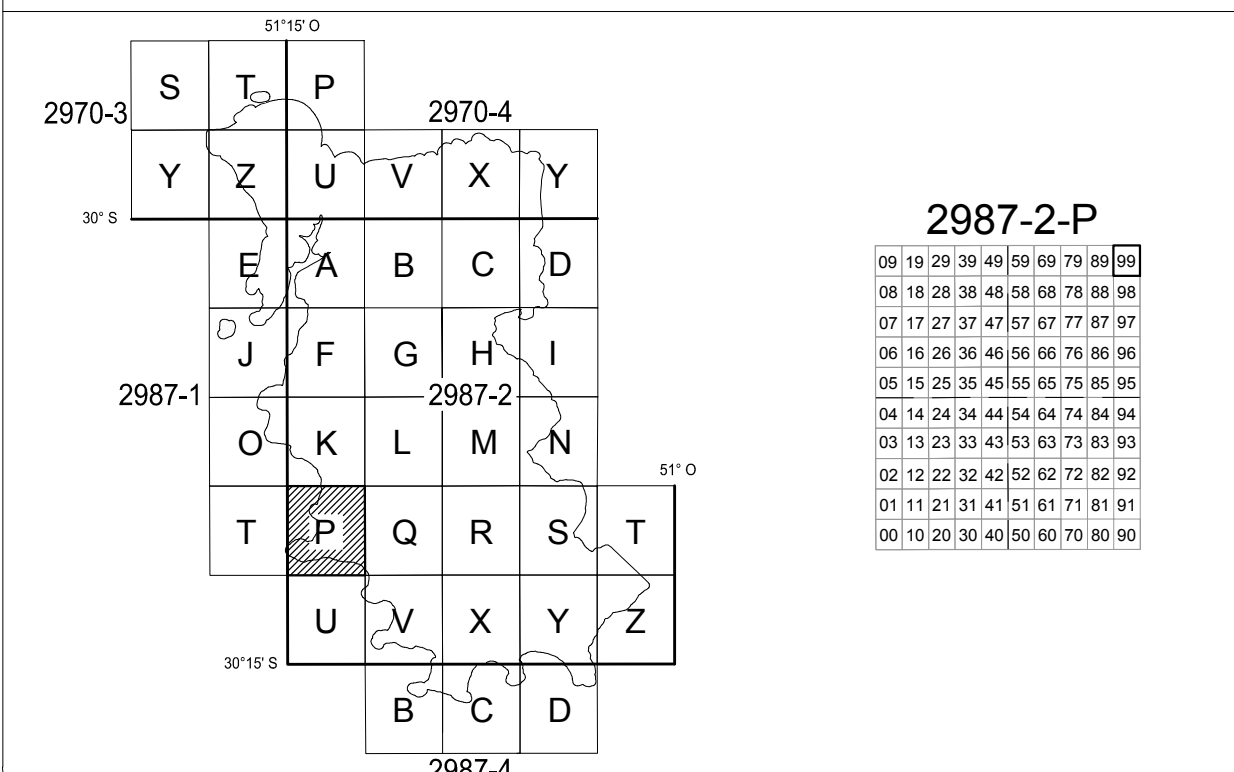 51°15' O
S T P
2970-3
2970-4
Y Z U V X Y
30° S
E A B C D
J F G H I
2987-1
2987-2
O K L M N
51° O
T P Q R S T
U V X Y Z
30°15' S
B C D
2987-4
2987-2-P
09 19 29 39 49 59 69 79 89 99
08 18 28 38 48 58 68 78 88 98
07 17 27 37 47 57 67 77 87 97
06 16 26 36 46 56 66 76 86 96
05 15 25 35 45 55 65 75 85 95
04 14 24 34 44 54 64 74 84 94
03 13 23 33 43 53 63 73 83 93
02 12 22 32 42 52 62 72 82 92
01 11 21 31 41 51 61 71 81 91
00 10 20 30 40 50 60 70 80 90